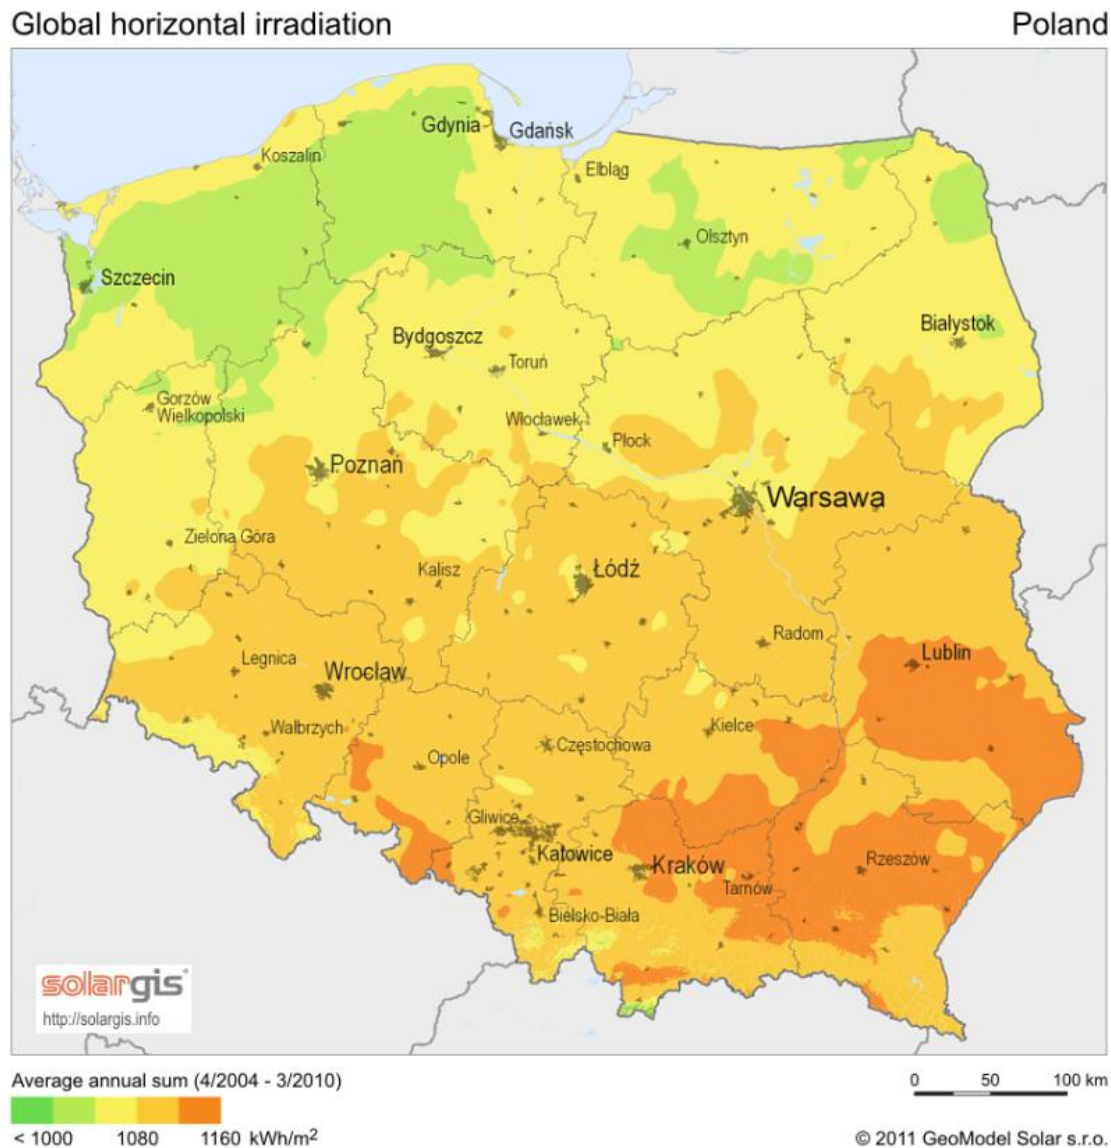 Global horizontal irradiation
Poland
Gdynia
Gdańsk
Koszalin
Elbląg
Olsztyn
Szczecin
Białystok
Bydgoszcz
Toruń
Gorzów
Wielkopolski
Włocławek
Płock
Poznan
Warsawa
Zielona Góra
Kalisz
Łódź
Radom
Legnica
Wrocław
Lublin
Wałbrzych
Kielce
Opole
Częstochowa
Gliwice
Katowice
Kraków
Rzeszów
Tarnów
Bielsko-Biała
solargis
http://solargis.info
Average annual sum (4/2004 - 3/2010)
0 50 100 km
< 1000 1080 1160 kWh/m²
© 2011 GeoModel Solar s.r.o.